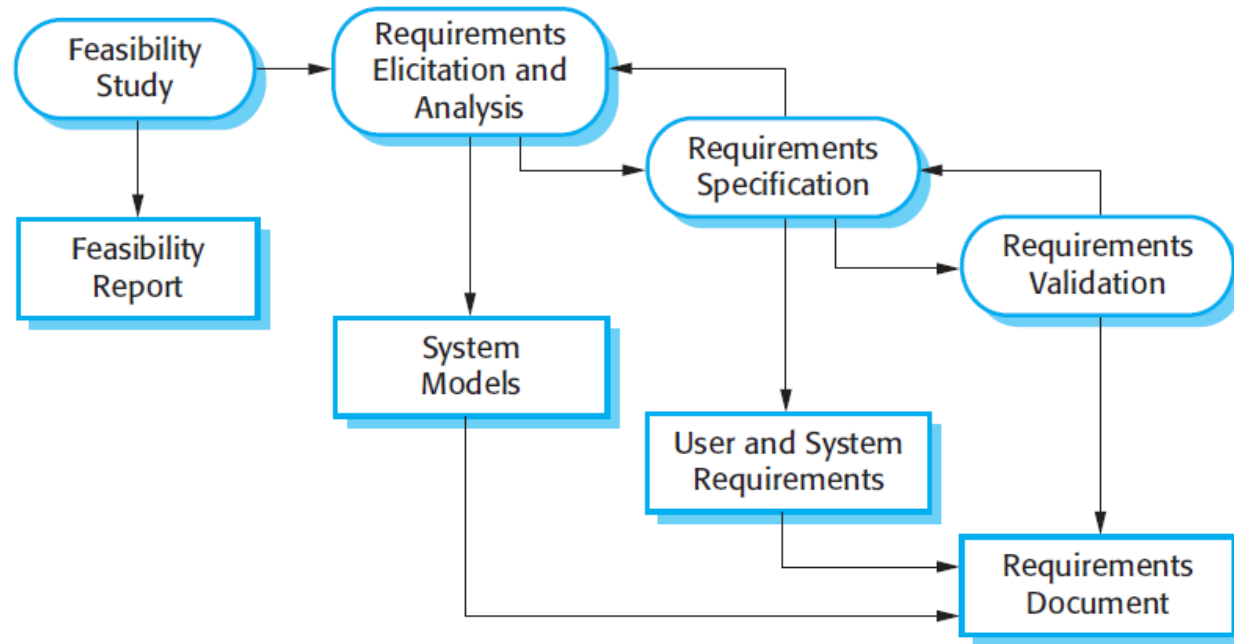 Feasibility
Study
Requirements
Elicitation and
Analysis
Requirements
Specification
Feasibility
Report
Requirements
Validation
System
Models
User and System
Requirements
Requirements
Document